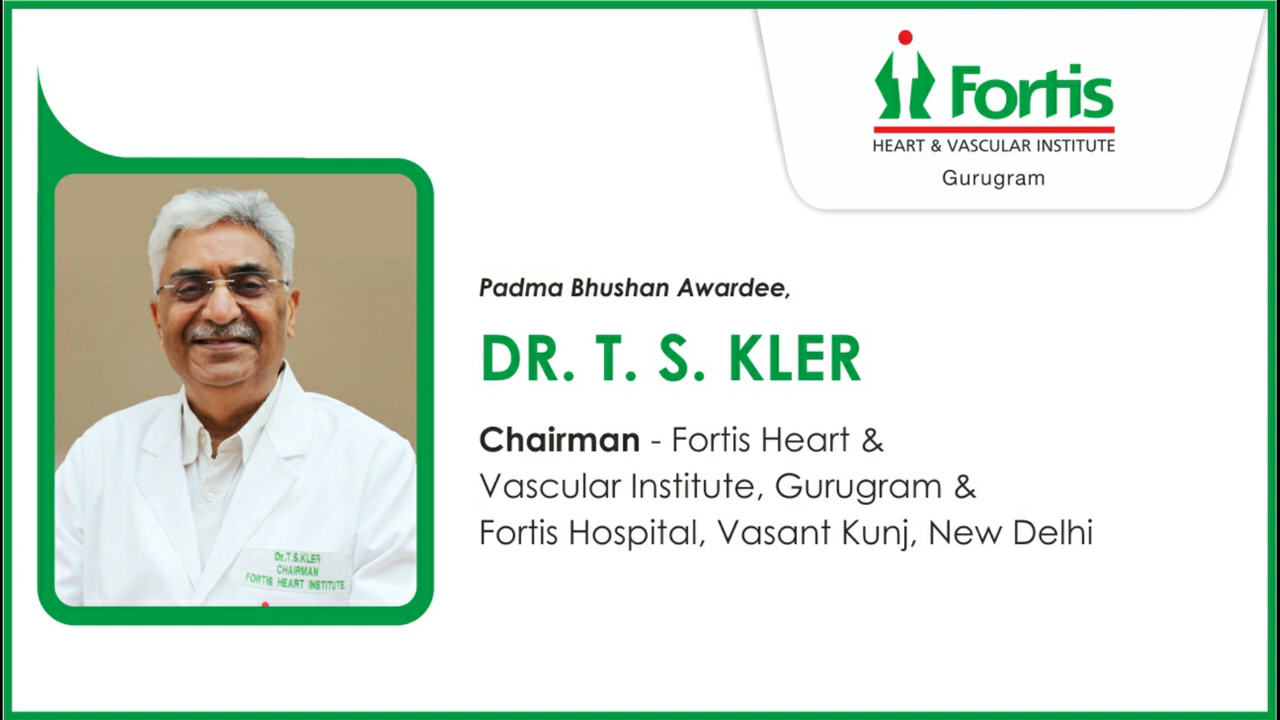 Fortis
HEART & VASCULAR INSTITUTE
Gurugram
Padma Bhushan Awardee,
DR. T. S. KLER
Chairman - Fortis Heart &
Vascular Institute, Gurugram &
Fortis Hospital, Vasant Kunj, New Delhi
Dr.T.S.KLER
CHAIRMAN
FORTIS HEART INSTITUTE